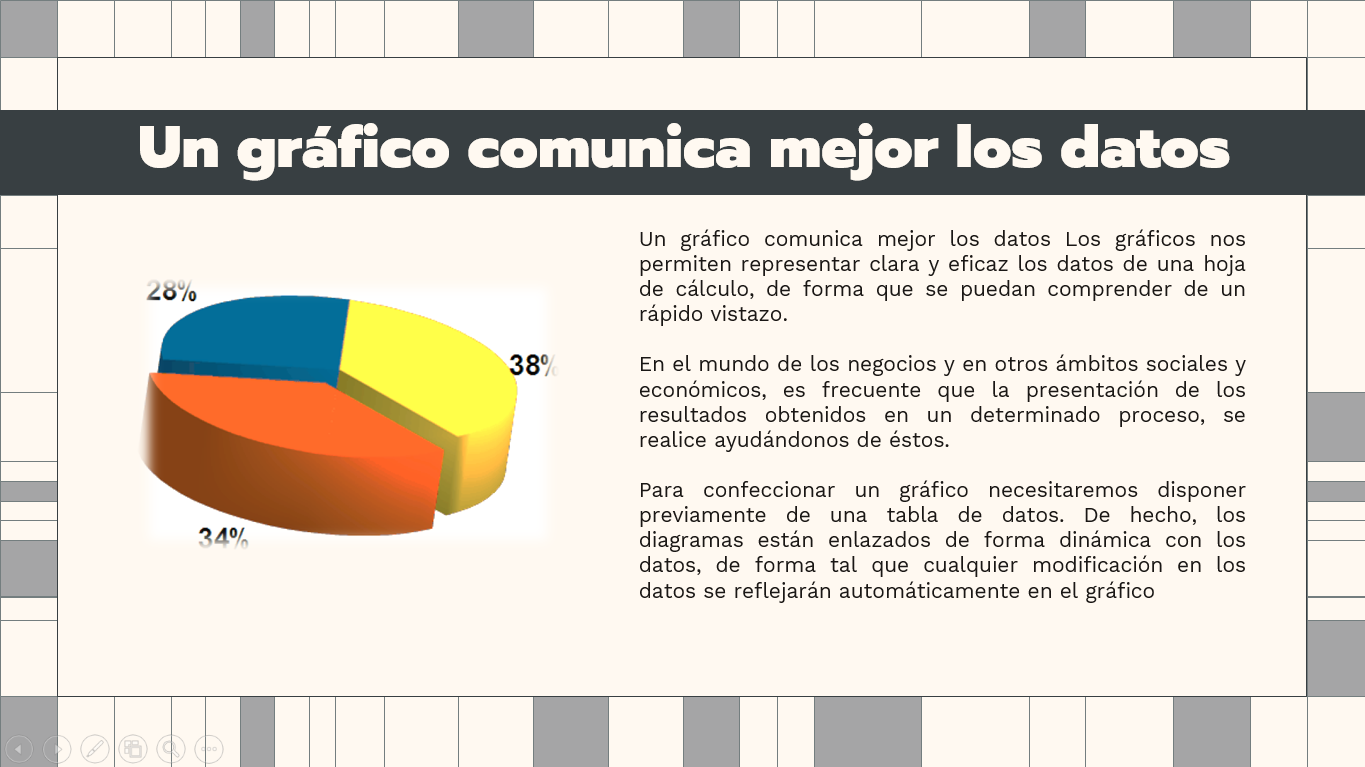 Un gráfico comunica mejor los datos
28%
38%
34%
Un gráfico comunica mejor los datos Los gráficos nos
permiten representar clara y eficaz los datos de una hoja
de cálculo, de forma que se puedan comprender de un
rápido vistazo.
En el mundo de los negocios y en otros ámbitos sociales y
económicos, es frecuente que la presentación de los
resultados obtenidos en un determinado proceso, se
realice ayudándonos de éstos.
Para confeccionar un gráfico necesitaremos disponer
previamente de una tabla de datos. De hecho, los
diagramas están enlazados de forma dinámica con los
datos, de forma tal que cualquier modificación en los
datos se reflejarán automáticamente en el gráfico